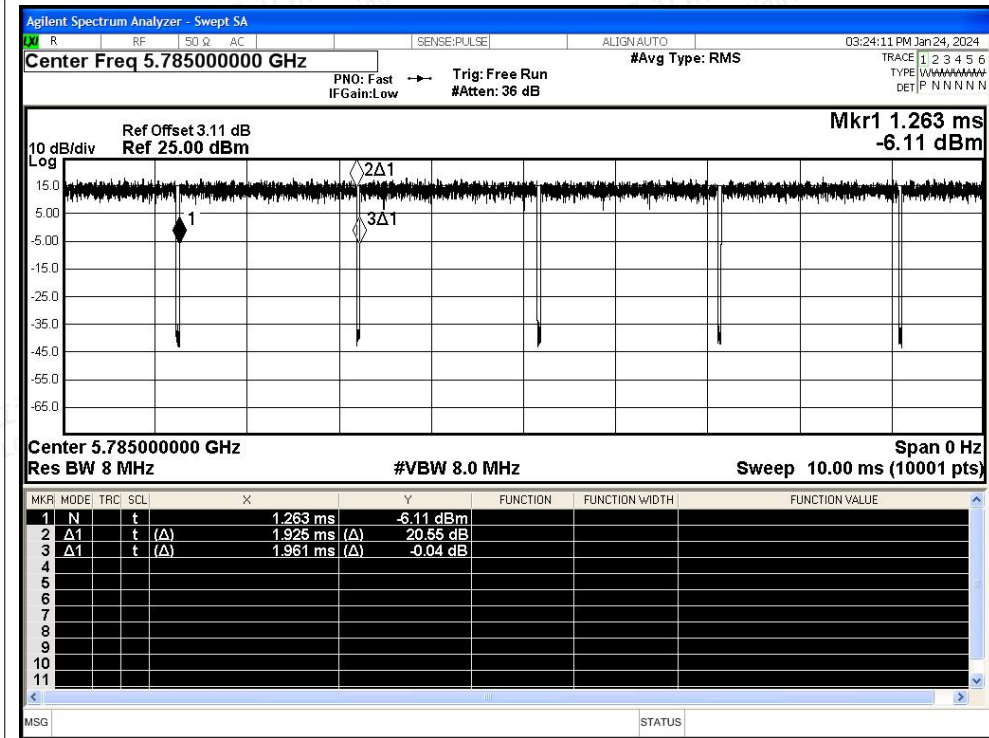 Agilent Spectrum Analyzer - Swept SA
LXI R RF 50 Ω AC SENSE:PULSE ALIGN AUTO 03:24:11 PM Jan 24, 2024
Center Freq 5.785000000 GHz #Avg Type: RMS TRACE 1 2 3 4 5 6
PNO: Fast Trig: Free Run TYPE WWWWWW
IFGain:Low #Atten: 36 dB DET P N N N N N
Mkr1 1.263 ms
Ref Offset 3.11 dB
10 dB/div Ref 25.00 dBm -6.11 dBm
Log
2Δ1
15.0
5.00
1 3Δ1
-5.00
-15.0
-25.0
-35.0
-45.0
-55.0
-65.0
Center 5.785000000 GHz Span 0 Hz
Res BW 8 MHz #VBW 8.0 MHz Sweep 10.00 ms (10001 pts)
MKR MODE TRC SCL X Y FUNCTION FUNCTION WIDTH FUNCTION VALUE
1 N t 1.263 ms -6.11 dBm
2 Δ1 t (Δ) 1.925 ms (Δ) 20.55 dB
3 Δ1 t (Δ) 1.961 ms (Δ) -0.04 dB
4
5
6
7
8
9
10
11
MSG STATUS